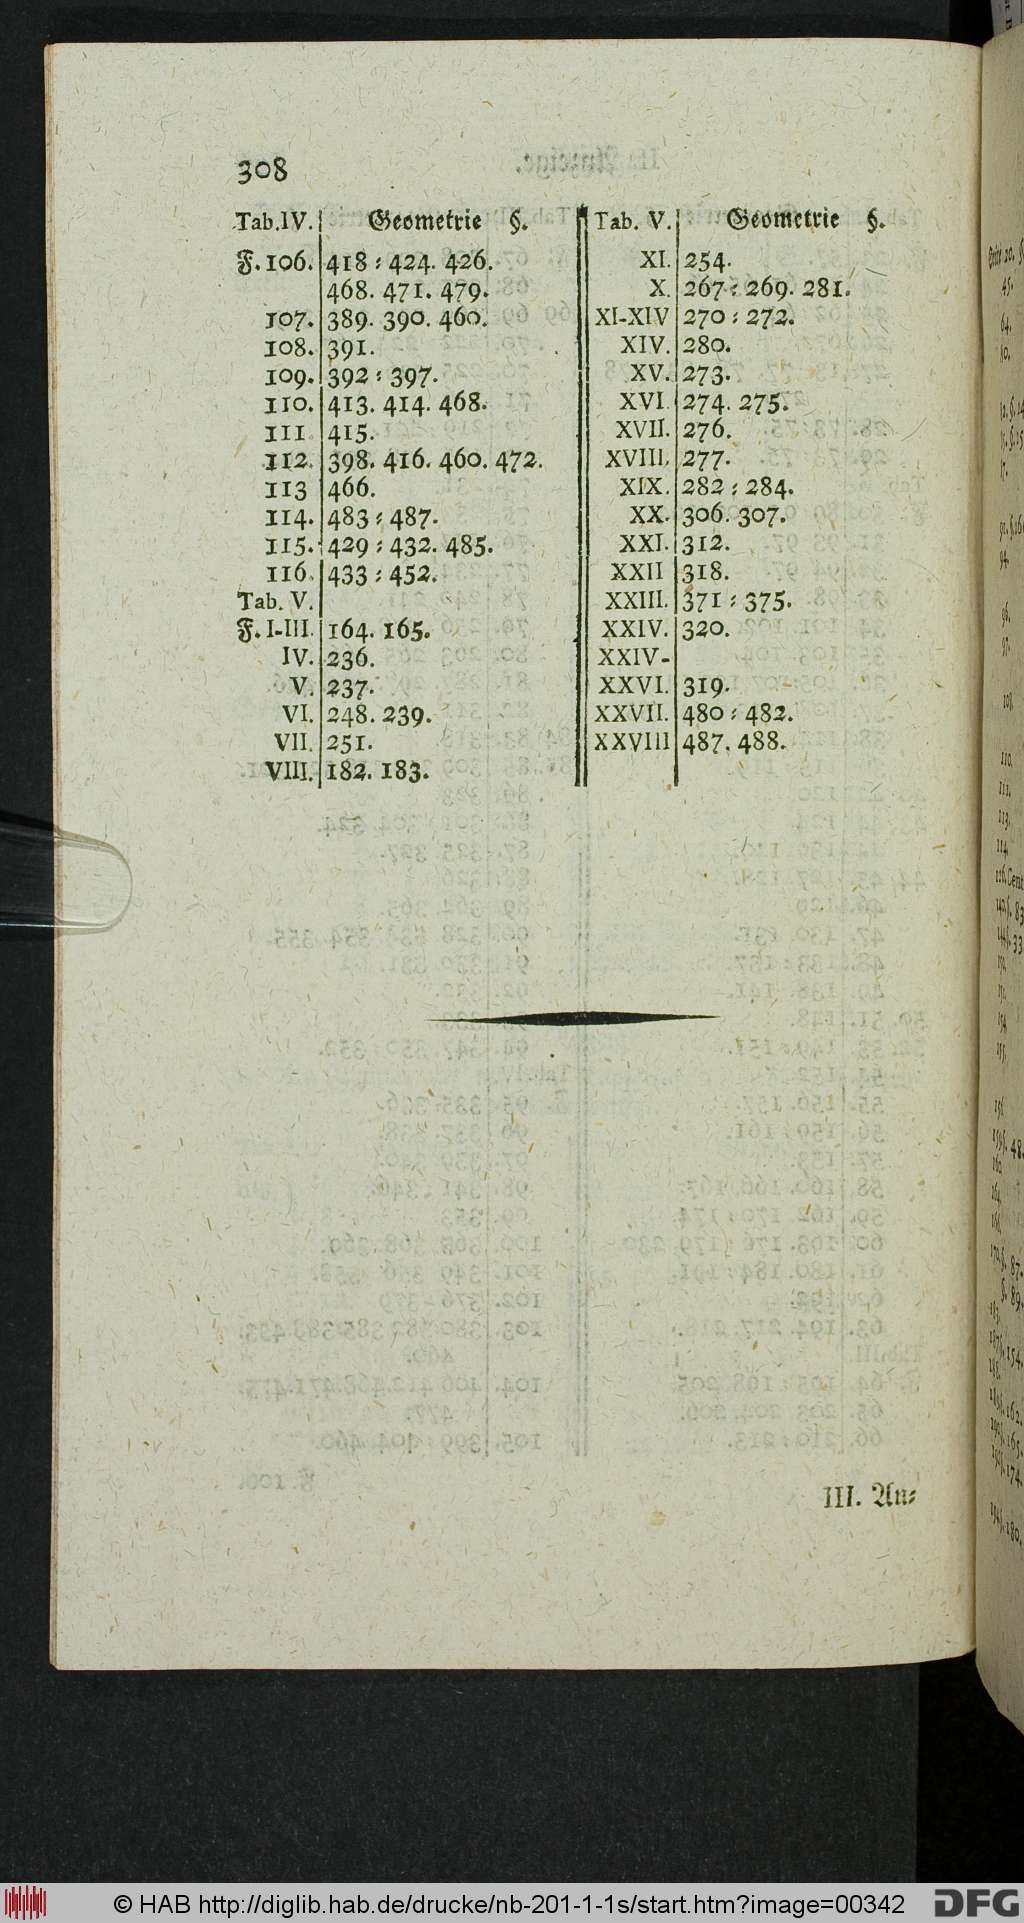 308
Tab. IV. Geometrie §.
F. 106. 418 : 424. 426.
468. 471. 479.
107. 389. 390. 460.
108. 391.
109. 392 : 397.
110. 413. 414. 468.
111 415.
112. 398. 416. 460. 472.
113 466.
114. 483 : 487.
115. 429 : 432. 485.
116. 433 : 452.
Tab. V.
F. I-III. 164. 165.
IV. 236.
V. 237.
VI. 248. 239.
VII. 251.
VIII. 182. 183.
Tab. V. Geometrie §.
XI. 254.
X. 267 : 269. 281.
XI-XIV 270 : 272.
XIV. 280.
XV. 273.
XVI. 274. 275.
XVII. 276.
XVIII. 277.
XIX. 282 : 284.
XX. 306. 307.
XXI. 312.
XXII 318.
XXIII. 371 : 375.
XXIV. 320.
XXIV-
XXVI. 319.
XXVII. 480 : 482.
XXVIII 487. 488.
III. An:
© HAB http://diglib.hab.de/drucke/nb-201-1-1s/start.htm?image=00342
DFG